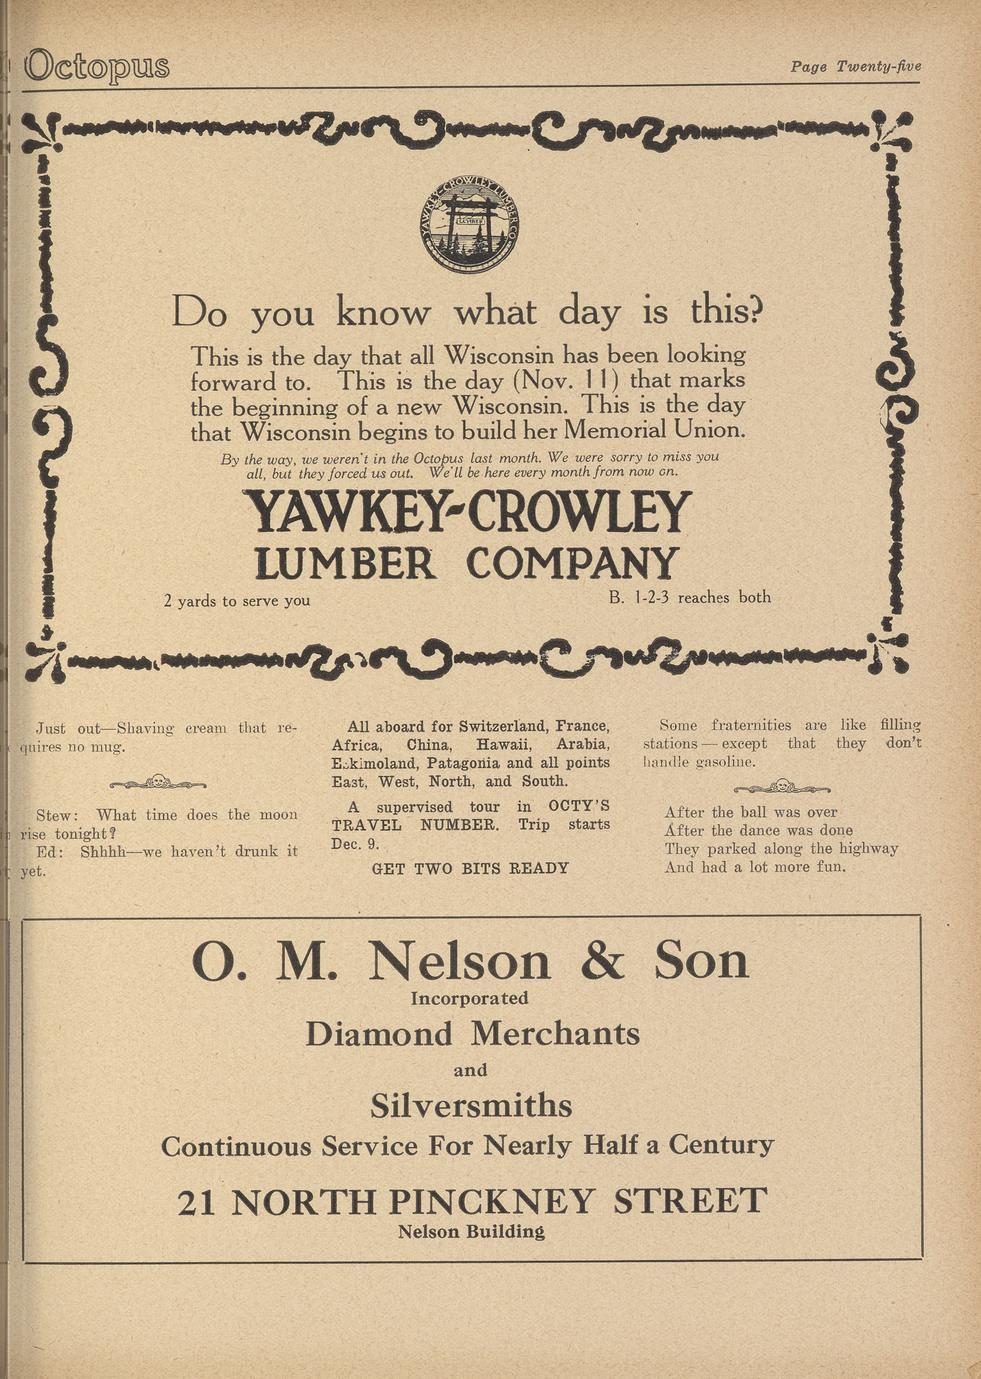 Octopus
Page Twenty-five
YAWKEY-CROWLEY LUMBER CO.
LUMBER
Do you know what day is this?
This is the day that all Wisconsin has been looking
forward to. This is the day (Nov. 11) that marks
the beginning of a new Wisconsin. This is the day
that Wisconsin begins to build her Memorial Union.
By the way, we weren't in the Octopus last month. We were sorry to miss you
all, but they forced us out. We'll be here every month from now on.
YAWKEY-CROWLEY
LUMBER COMPANY
2 yards to serve you
B. 1-2-3 reaches both
Just out—Shaving cream that re-
quires no mug.
Stew: What time does the moon
rise tonight?
Ed: Shhhh—we haven't drunk it
yet.
All aboard for Switzerland, France,
Africa, China, Hawaii, Arabia,
Eskimoland, Patagonia and all points
East, West, North, and South.
A supervised tour in OCTY'S
TRAVEL NUMBER. Trip starts
Dec. 9.
GET TWO BITS READY
Some fraternities are like filling
stations—except that they don't
handle gasoline.
After the ball was over
After the dance was done
They parked along the highway
And had a lot more fun.
O. M. Nelson & Son
Incorporated
Diamond Merchants
and
Silversmiths
Continuous Service For Nearly Half a Century
21 NORTH PINCKNEY STREET
Nelson Building